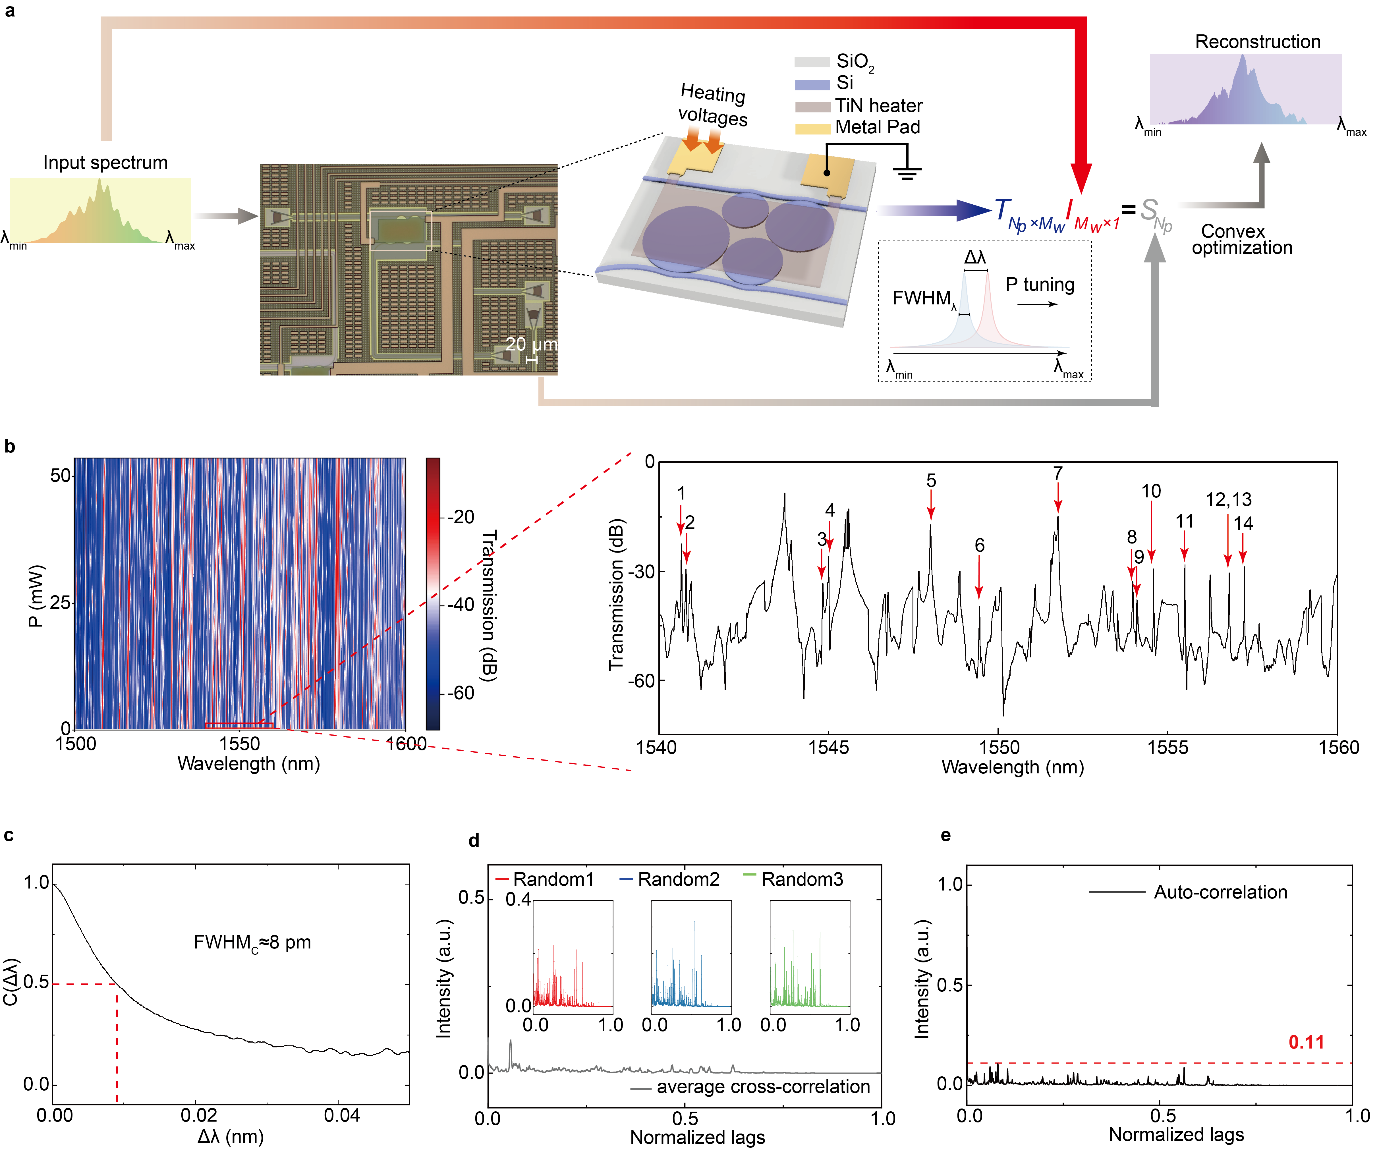 a
Reconstruction
λmin
λmax
SiO2
Si
TiN heater
Metal Pad
Heating
voltages
Input spectrum
λmin
λmax
20 µm
TNp×Mw IMw×1 = SNp
Convex
optimization
Δλ
FWHMλ
P tuning
λmin
λmax
b
50
25
0
P (mW)
1500
1550
1600
Wavelength (nm)
-20
-40
-60
Transmission (dB)
0
-30
-60
Transmission (dB)
1
2
3
4
5
6
7
8
9
10
11
12,13
14
1540
1545
1550
1555
1560
Wavelength (nm)
c
1.0
0.5
0.0
C(Δλ)
FWHMC≈8 pm
0.00
0.02
0.04
Δλ (nm)
d
0.5
0.0
Intensity (a.u.)
Random1
Random2
Random3
0.4
0.0
0.0
1.0
0.0
1.0
0.0
1.0
average cross-correlation
0.0
0.5
1.0
Normalized lags
e
1.0
0.5
0.0
Intensity (a.u.)
Auto-correlation
0.11
0.0
0.5
1.0
Normalized lags